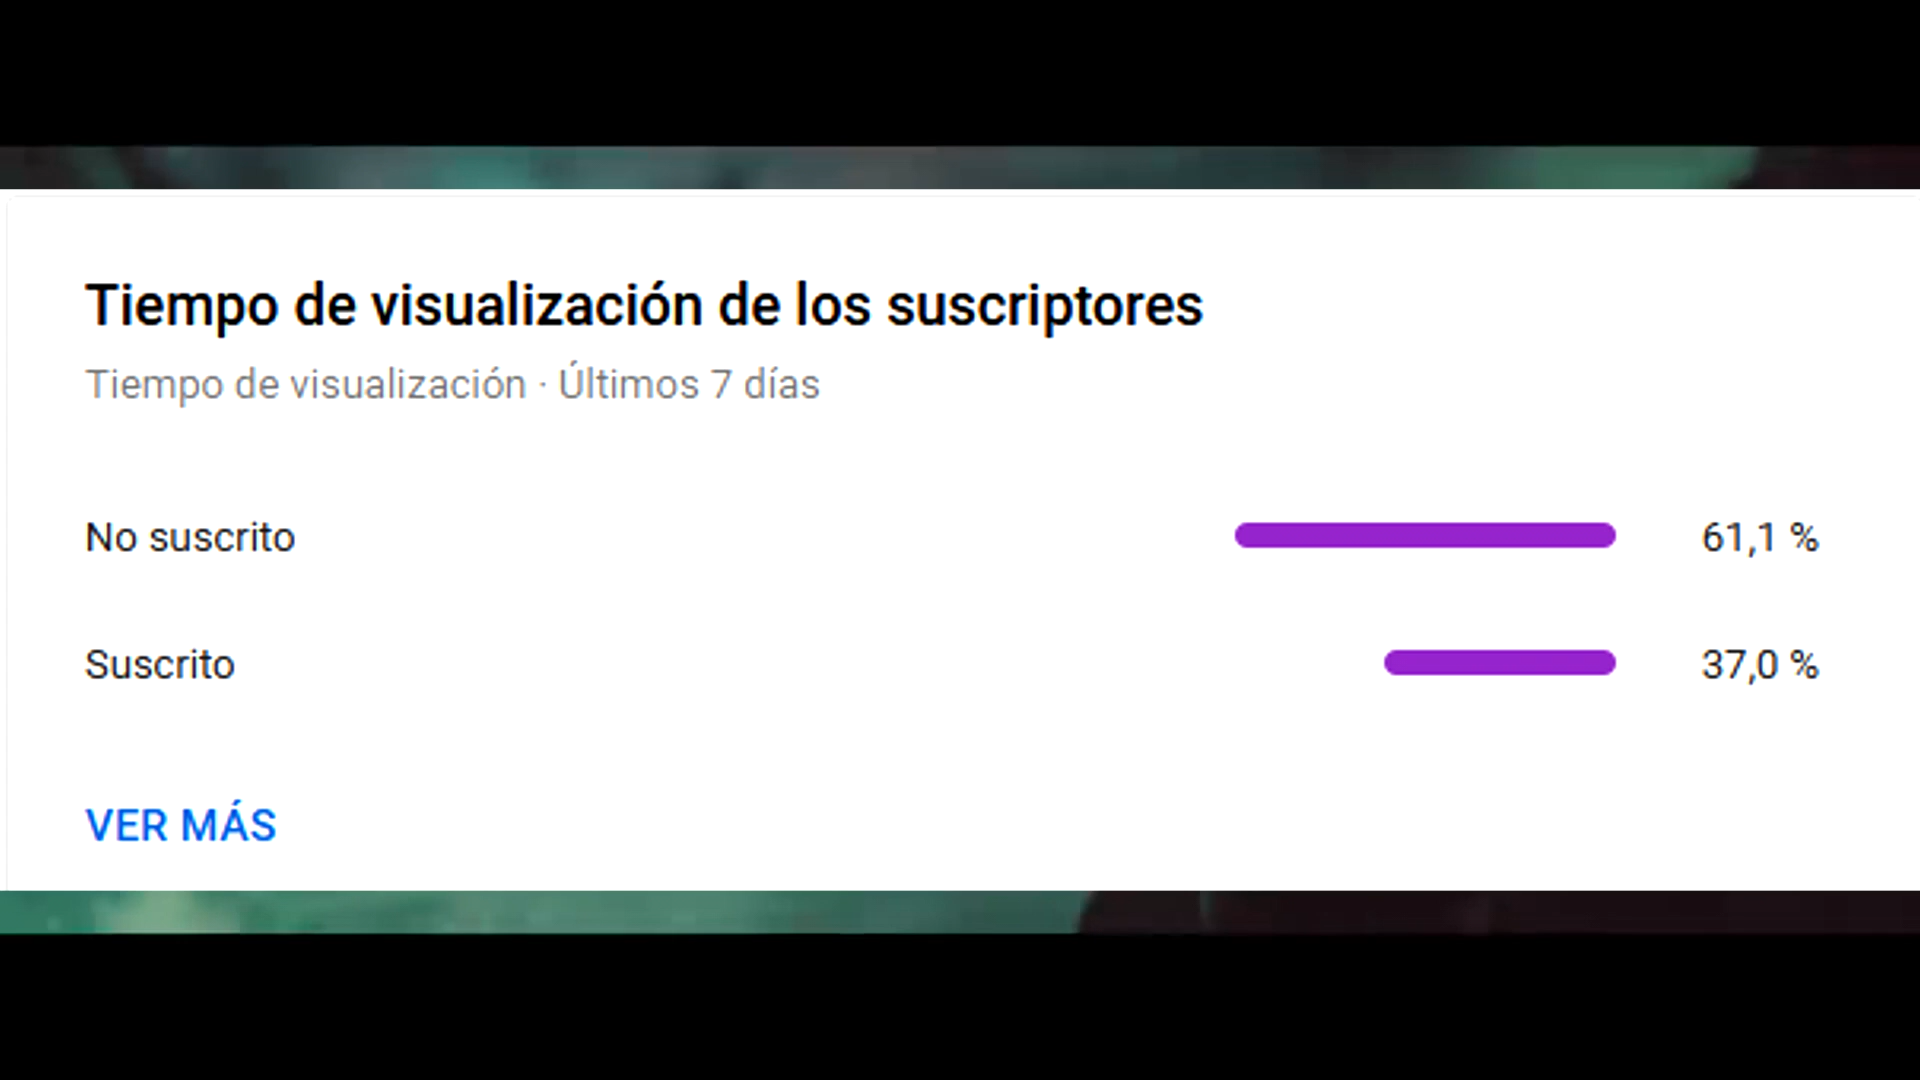 Tiempo de visualización de los suscriptores
Tiempo de visualización · Últimos 7 días
No suscrito 61,1 %
Suscrito 37,0 %
VER MÁS